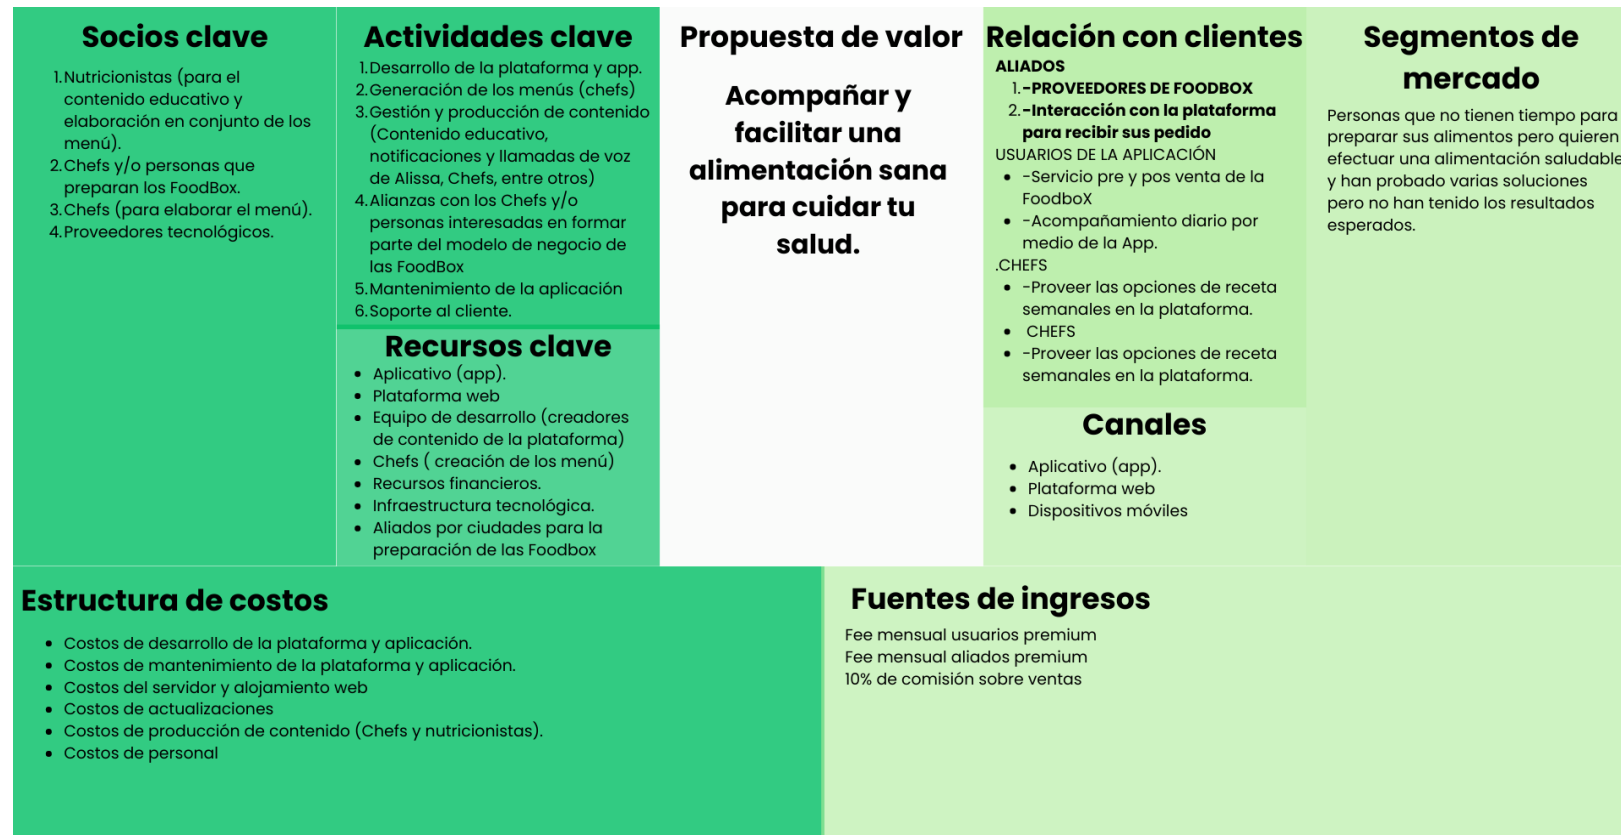 Socios clave
1. Nutricionistas (para el
contenido educativo y
elaboración en conjunto de los
menú).
2. Chefs y/o personas que
preparan los FoodBox.
3. Chefs (para elaborar el menú).
4. Proveedores tecnológicos.
Actividades clave
1. Desarrollo de la plataforma y app.
2. Generación de los menús (chefs)
3. Gestión y producción de contenido
(Contenido educativo,
notificaciones y llamadas de voz
de Alissa, Chefs, entre otros)
4. Alianzas con los Chefs y/o
personas interesadas en formar
parte del modelo de negocio de
las FoodBox
5. Mantenimiento de la aplicación
6. Soporte al cliente.
Recursos clave
• Aplicativo (app).
• Plataforma web
• Equipo de desarrollo (creadores
de contenido de la plataforma)
• Chefs ( creación de los menú)
• Recursos financieros.
• Infraestructura tecnológica.
• Aliados por ciudades para la
preparación de las Foodbox
Propuesta de valor
Acompañar y
facilitar una
alimentación sana
para cuidar tu
salud.
Relación con clientes
ALIADOS
1. -PROVEEDORES DE FOODBOX
2. -Interacción con la plataforma
para recibir sus pedido
USUARIOS DE LA APLICACIÓN
• -Servicio pre y pos venta de la
FoodboX
• -Acompañamiento diario por
medio de la App.
.CHEFS
• -Proveer las opciones de receta
semanales en la plataforma.
• CHEFS
• -Proveer las opciones de receta
semanales en la plataforma.
Canales
• Aplicativo (app).
• Plataforma web
• Dispositivos móviles
Segmentos de
mercado
Personas que no tienen tiempo para
preparar sus alimentos pero quieren
efectuar una alimentación saludable
y han probado varias soluciones
pero no han tenido los resultados
esperados.
Estructura de costos
• Costos de desarrollo de la plataforma y aplicación.
• Costos de mantenimiento de la plataforma y aplicación.
• Costos del servidor y alojamiento web
• Costos de actualizaciones
• Costos de producción de contenido (Chefs y nutricionistas).
• Costos de personal
Fuentes de ingresos
Fee mensual usuarios premium
Fee mensual aliados premium
10% de comisión sobre ventas